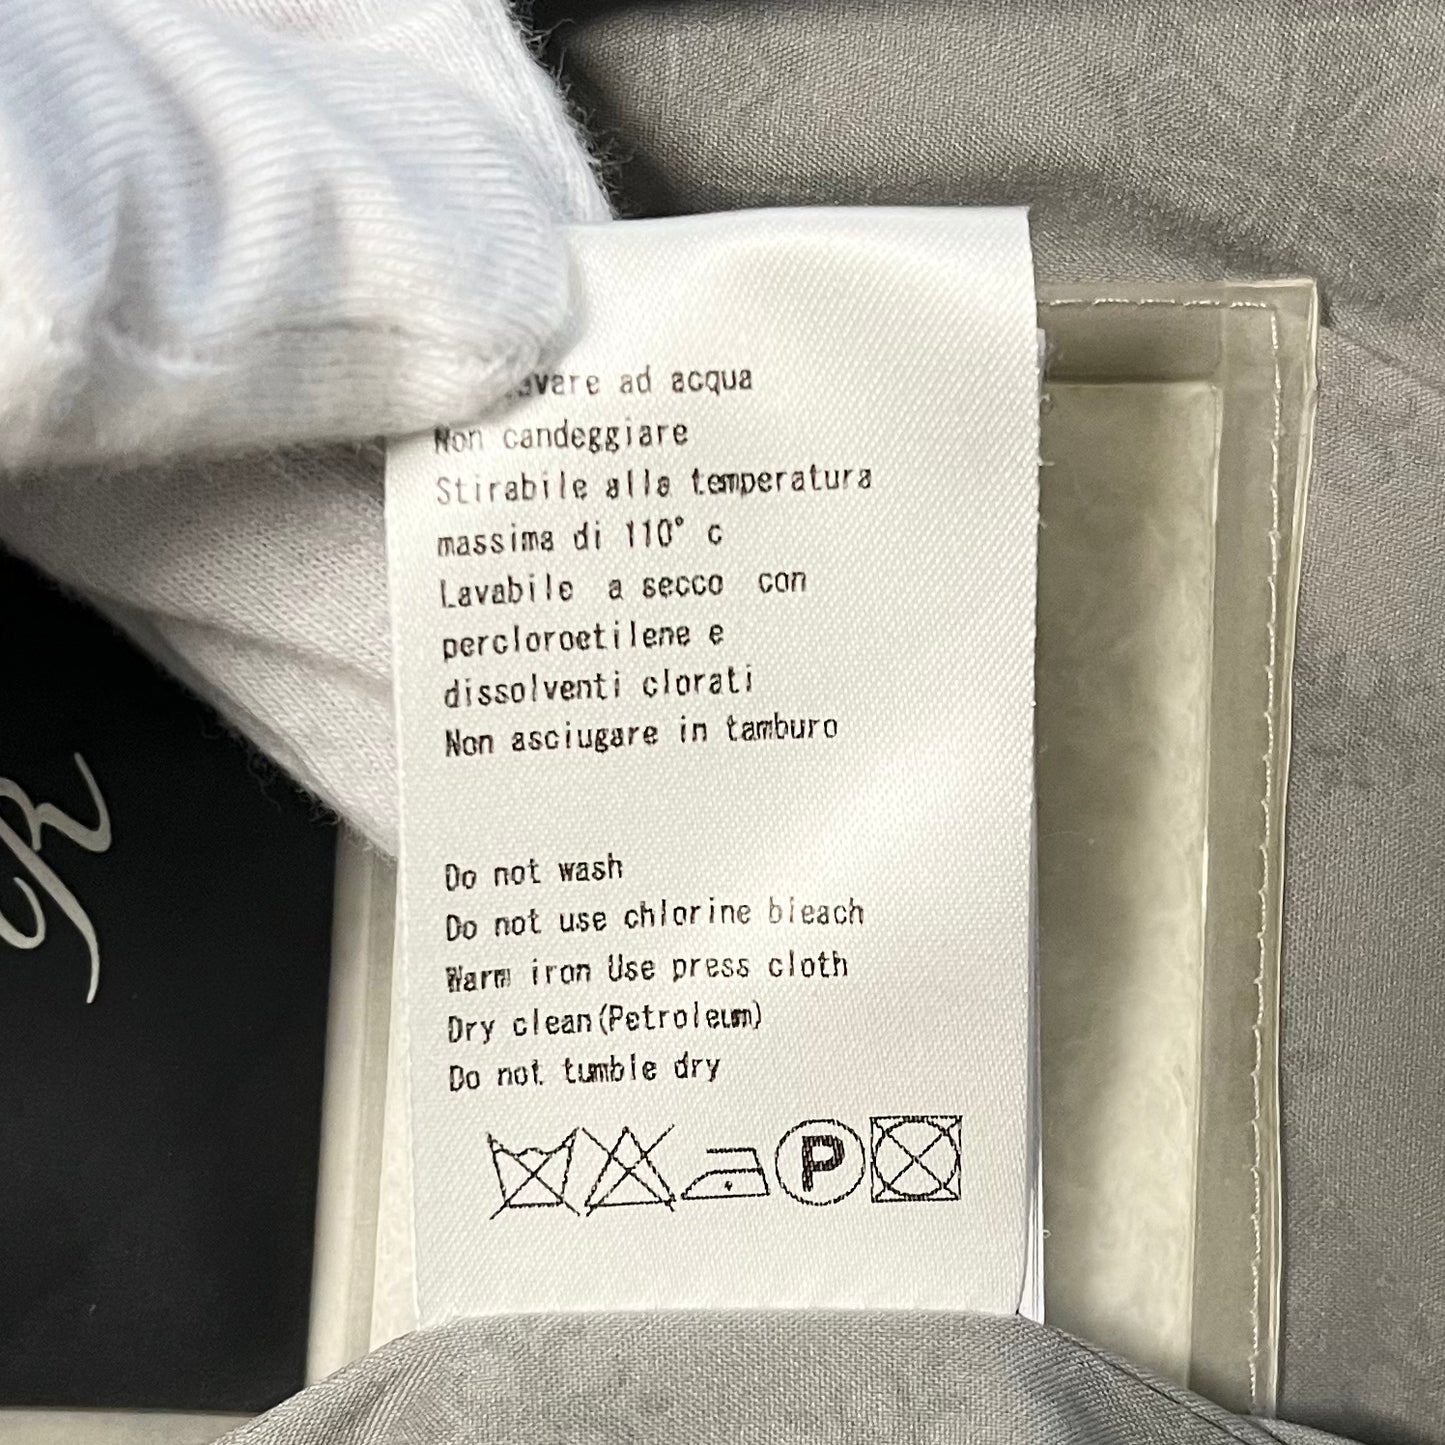 ad acqua
Non candeggiare
Stirabile alla temperatura
massima di 110° c
Lavabile a secco con
percloroetilene e
dissolventi clorati
Non asciugare in tamburo
Do not wash
Do not use chlorine bleach
Warm iron Use press cloth
Dry clean(Petroleum)
Do not tumble dry
P
R